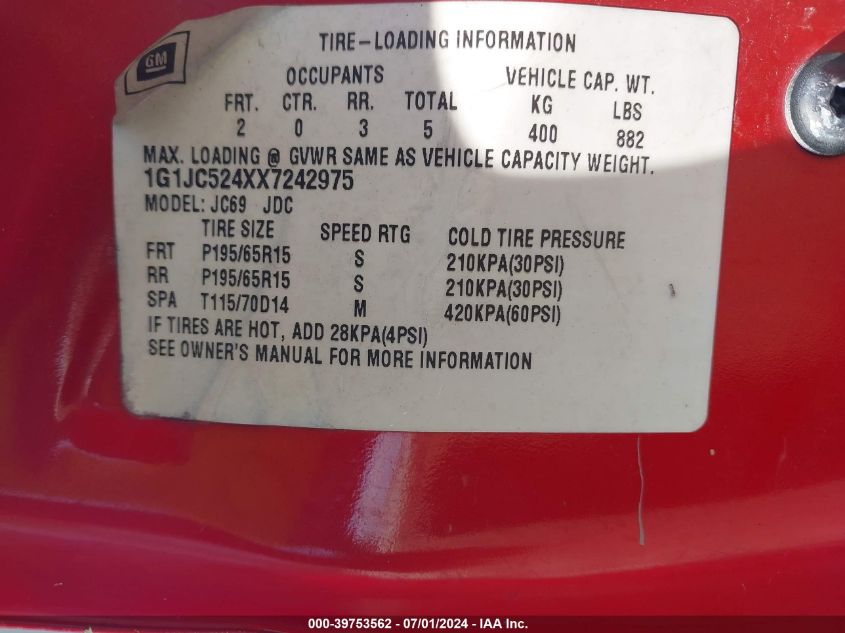 GM
TIRE-LOADING INFORMATION
OCCUPANTS VEHICLE CAP. WT.
FRT. CTR. RR. TOTAL KG LBS
2 0 3 5 400 882
MAX. LOADING @ GVWR SAME AS VEHICLE CAPACITY WEIGHT.
1G1JC524XX7242975
MODEL: JC69 JDC
TIRE SIZE SPEED RTG COLD TIRE PRESSURE
FRT P195/65R15 S 210KPA(30PSI)
RR P195/65R15 S 210KPA(30PSI)
SPA T115/70D14 M 420KPA(60PSI)
IF TIRES ARE HOT, ADD 28KPA(4PSI)
SEE OWNER'S MANUAL FOR MORE INFORMATION
000-39753562 - 07/01/2024 - IAA Inc.